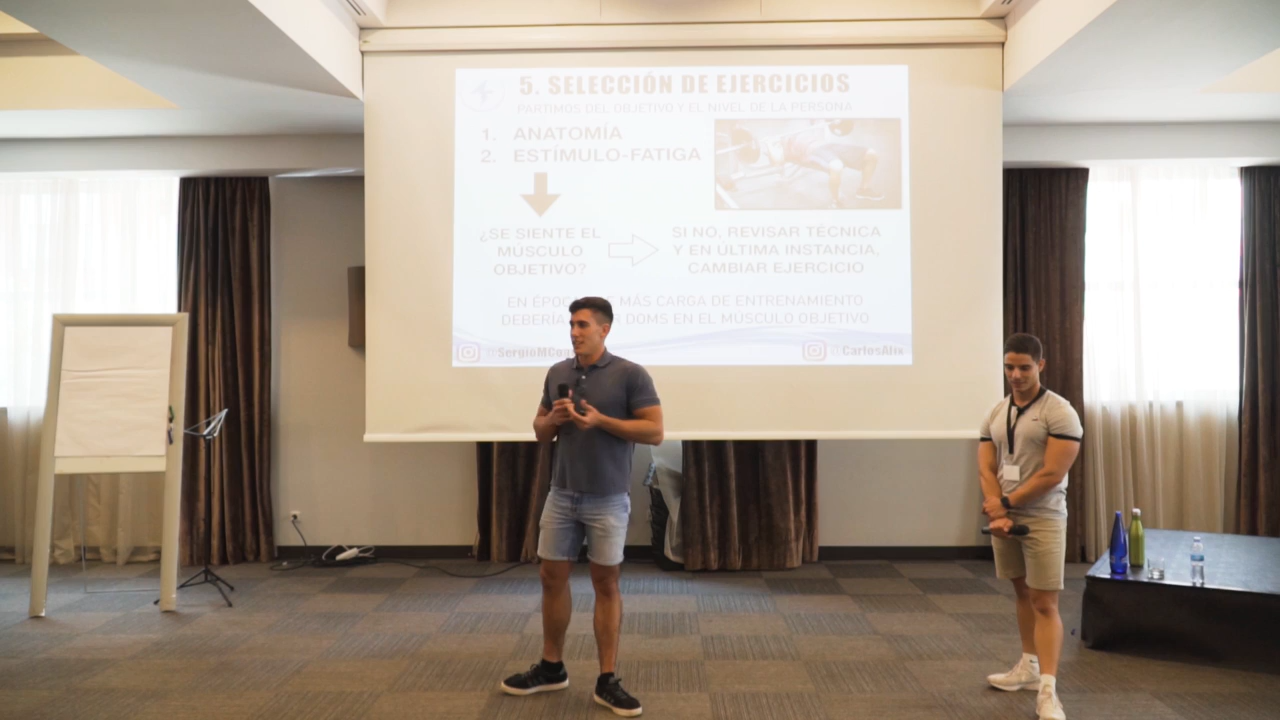 5. SELECCIÓN DE EJERCICIOS
PARTIMOS DEL OBJETIVO Y EL NIVEL DE LA PERSONA
1. ANATOMÍA
2. ESTÍMULO-FATIGA
¿SE SIENTE EL
MÚSCULO
OBJETIVO?
SI NO, REVISAR TÉCNICA
Y EN ÚLTIMA INSTANCIA,
CAMBIAR EJERCICIO
EN MÁS CARGA DE ENTRENAMIENTO
DEBERÍA DOMS EN EL MÚSCULO OBJETIVO